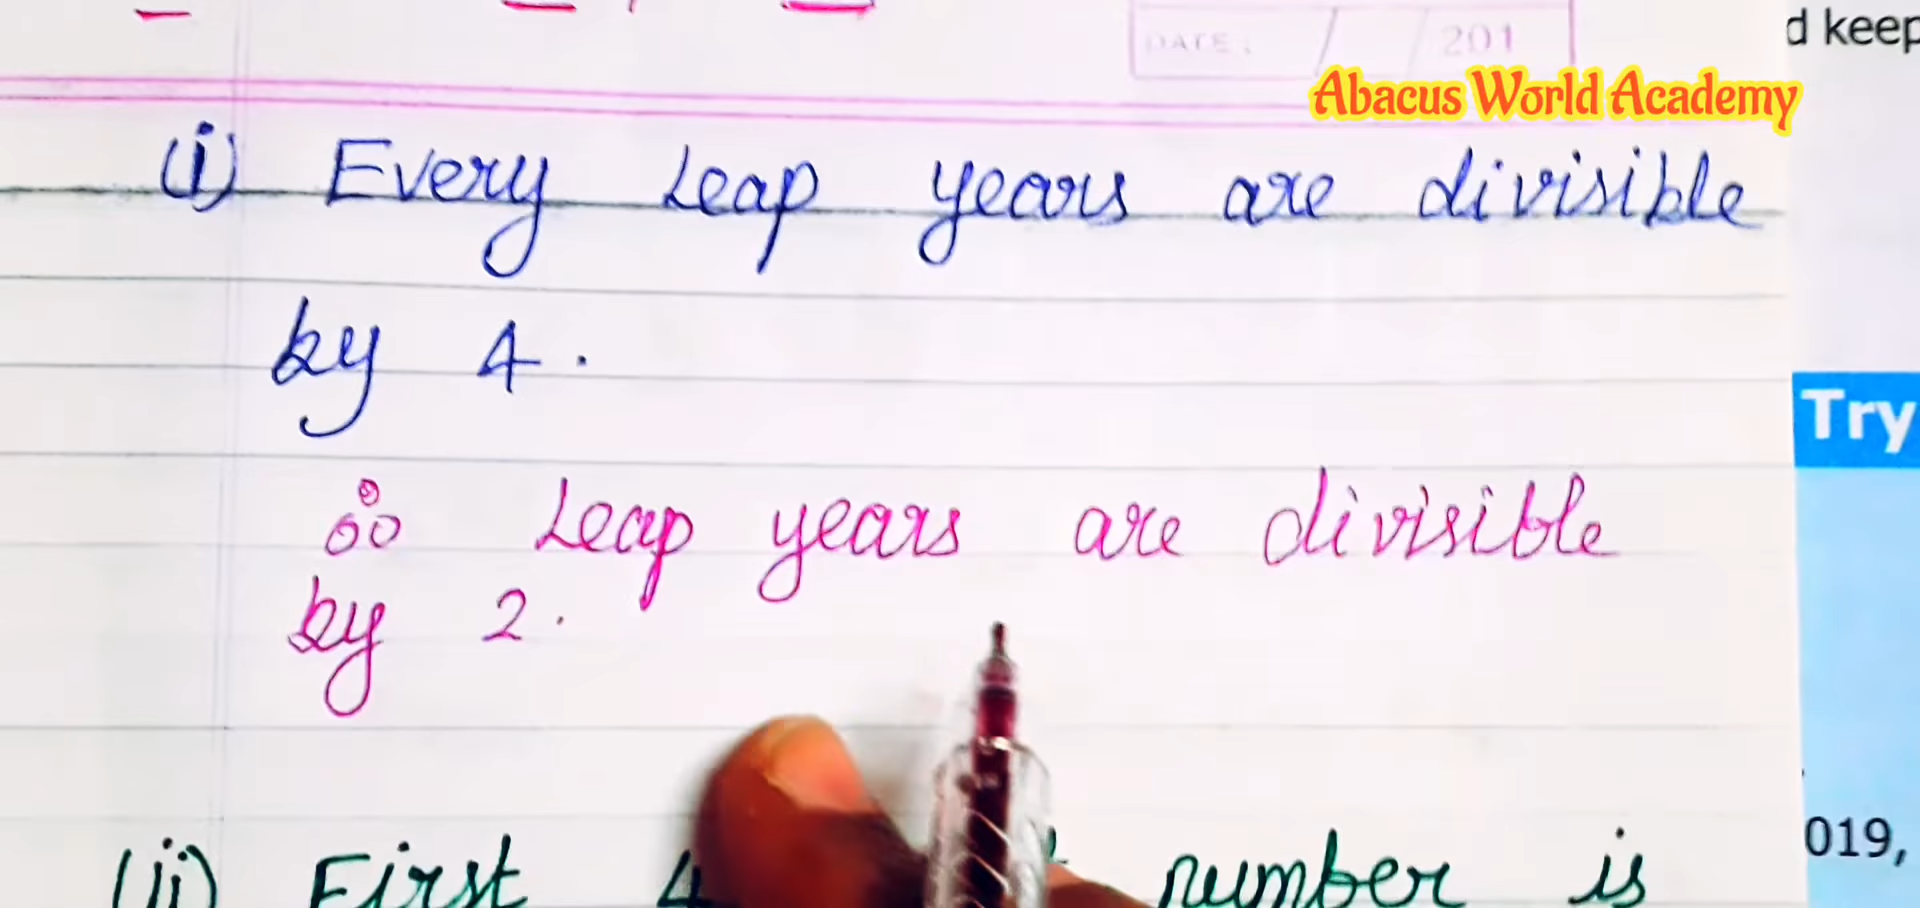 d keep
DATE: / / 201
Abacus World Academy
(i) Every Leap years are divisible
by 4.
Try
∴ Leap years are divisible
by 2.
019,
(ii) First 4 number is